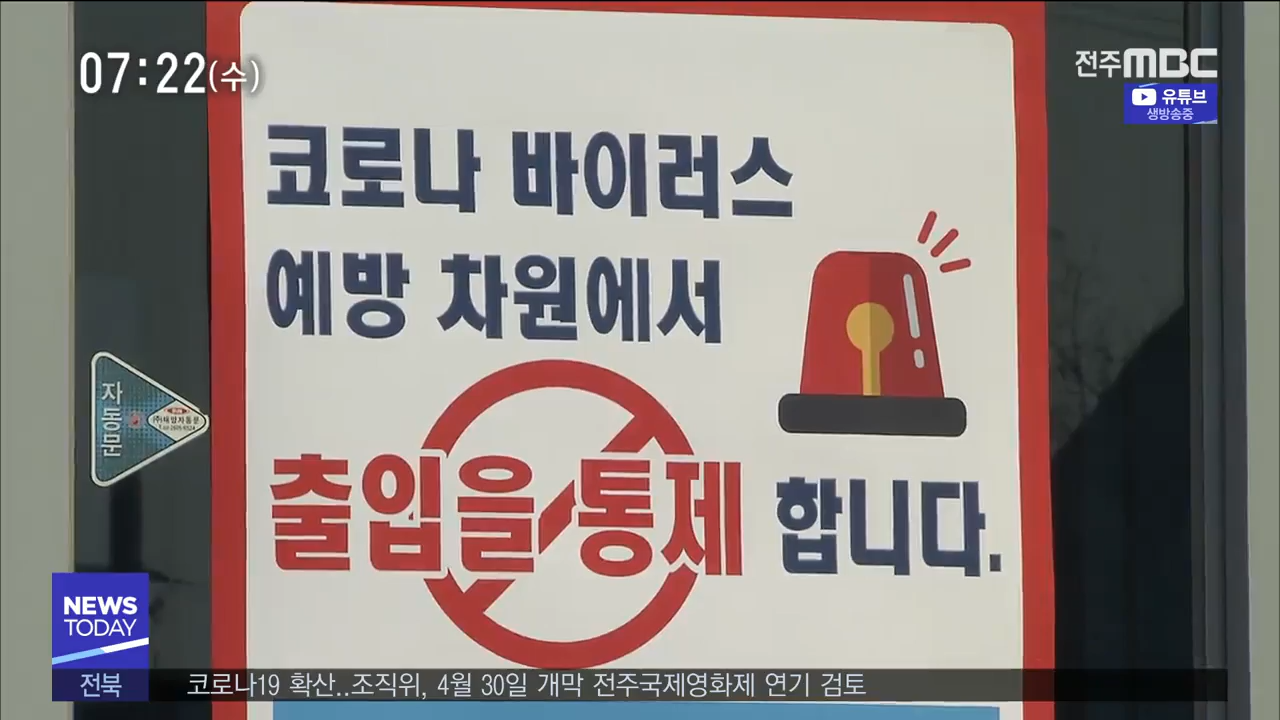 07:22(수)
전주MBC
유튜브
생방송중
코로나 바이러스
예방 차원에서
출입을 통제 합니다.
자동문
NEWS
TODAY
전북
코로나19 확산..조직위, 4월 30일 개막 전주국제영화제 연기 검토